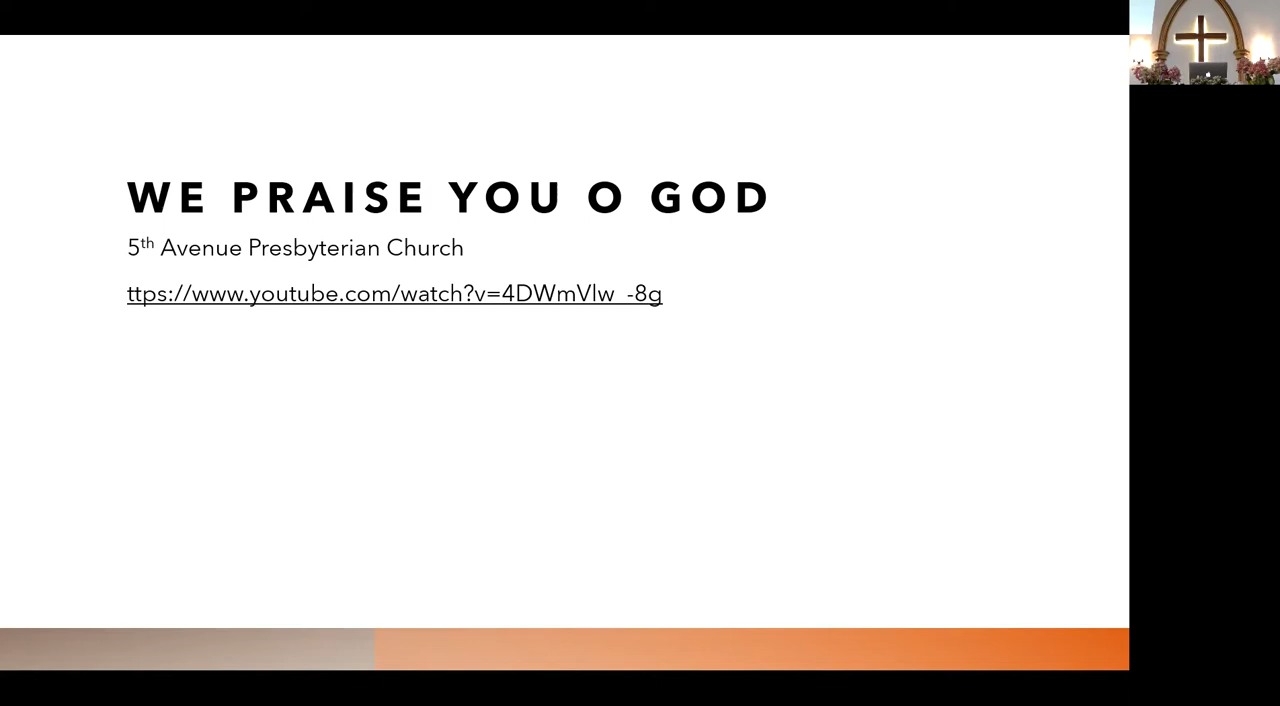 WE PRAISE YOU O GOD
5th Avenue Presbyterian Church
ttps://www.youtube.com/watch?v=4DWmVlw_-8g